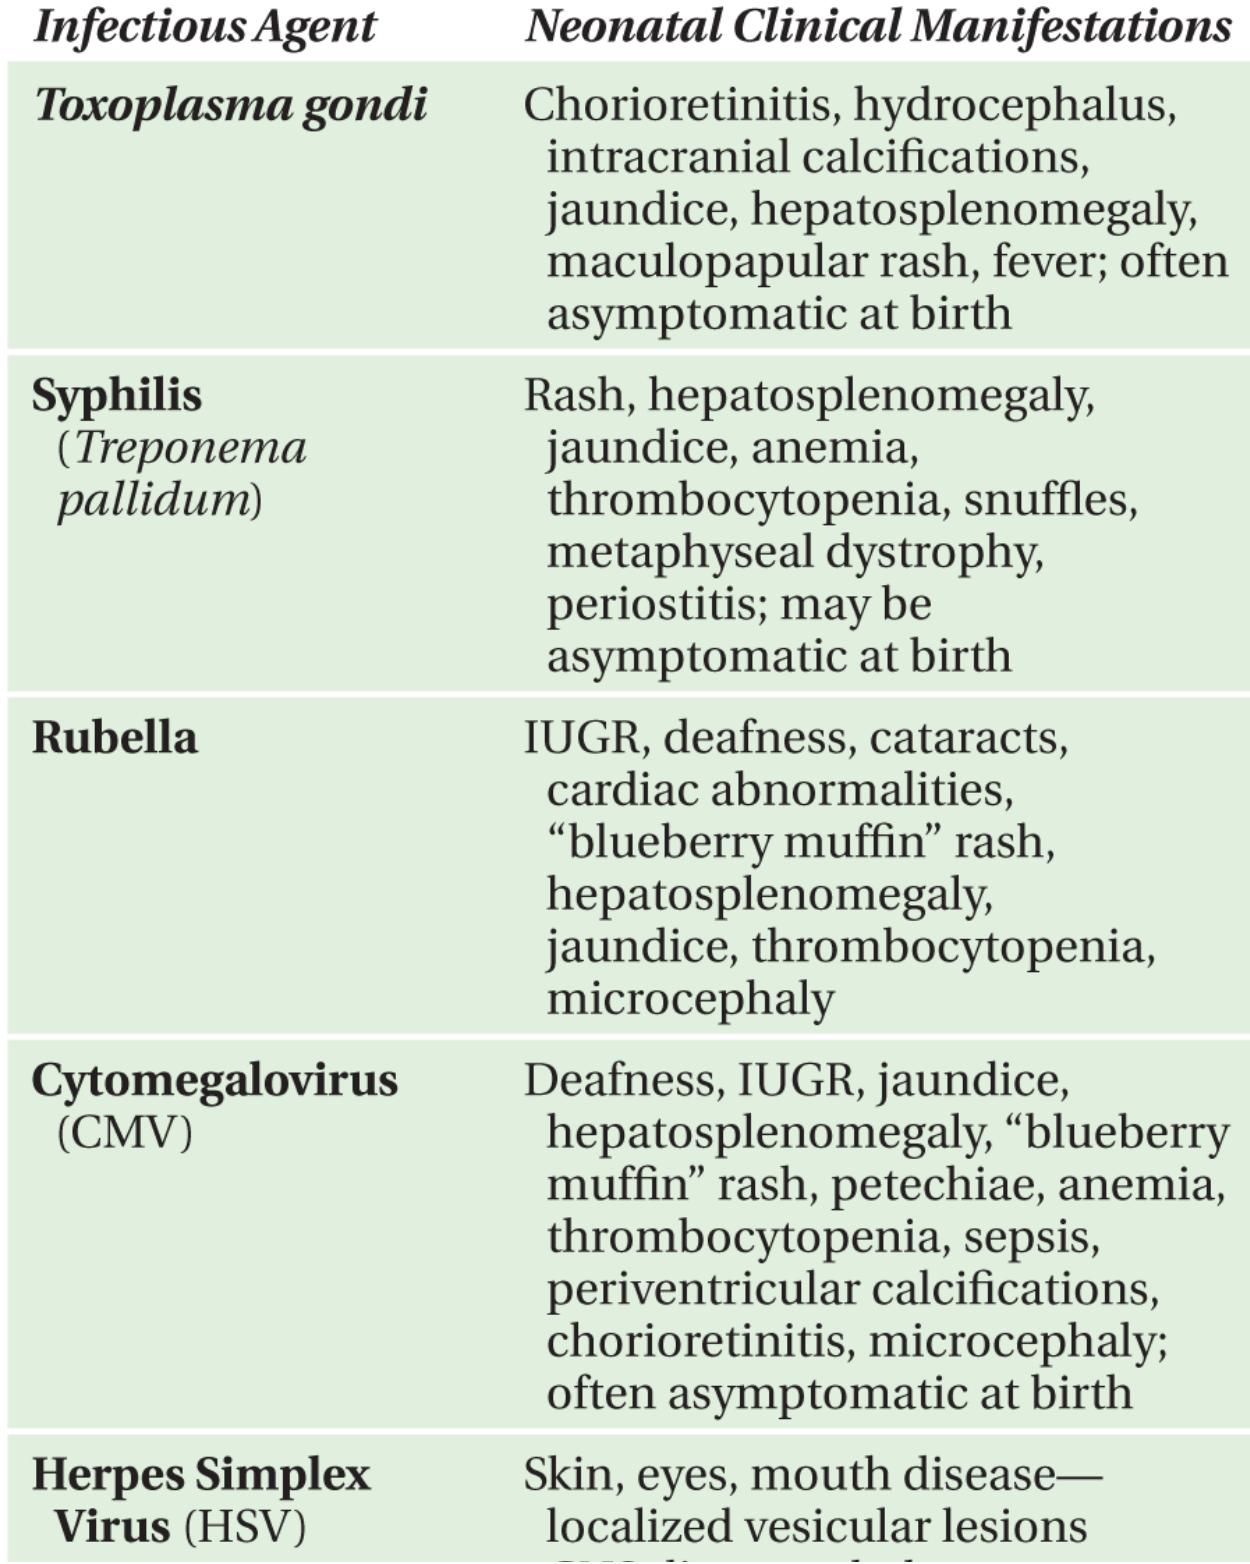 Infectious Agent Neonatal Clinical Manifestations
Toxoplasma gondi Chorioretinitis, hydrocephalus,
intracranial calcifications,
jaundice, hepatosplenomegaly,
maculopapular rash, fever; often
asymptomatic at birth
Syphilis Rash, hepatosplenomegaly,
(Treponema jaundice, anemia,
pallidum) thrombocytopenia, snuffles,
metaphyseal dystrophy,
periostitis; may be
asymptomatic at birth
Rubella IUGR, deafness, cataracts,
cardiac abnormalities,
“blueberry muffin” rash,
hepatosplenomegaly,
jaundice, thrombocytopenia,
microcephaly
Cytomegalovirus Deafness, IUGR, jaundice,
(CMV) hepatosplenomegaly, “blueberry
muffin” rash, petechiae, anemia,
thrombocytopenia, sepsis,
periventricular calcifications,
chorioretinitis, microcephaly;
often asymptomatic at birth
Herpes Simplex Skin, eyes, mouth disease—
Virus (HSV) localized vesicular lesions